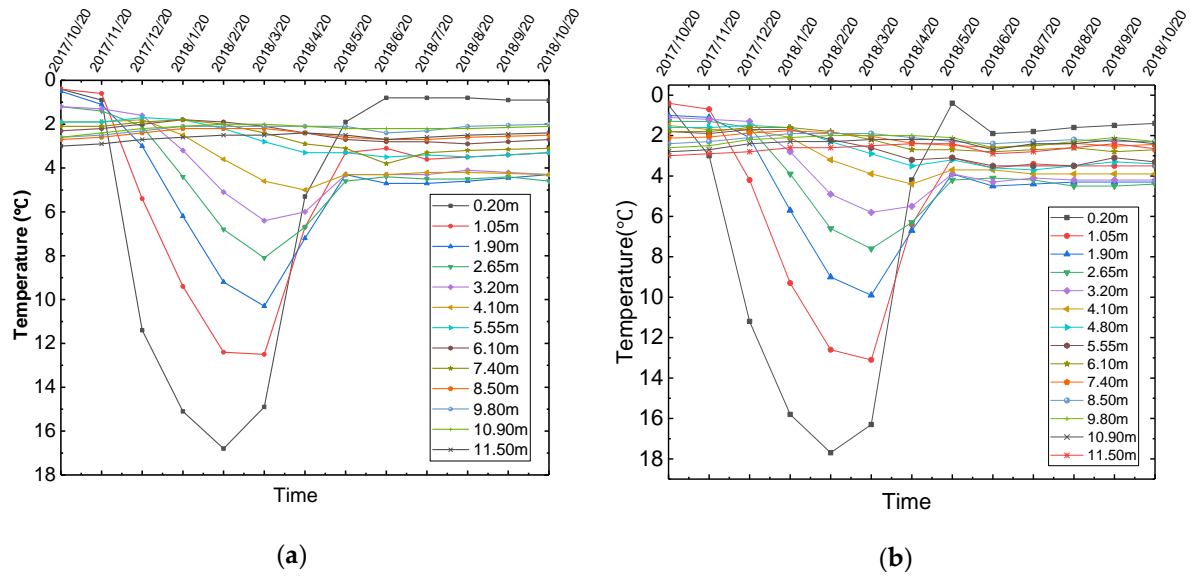 2017/10/20 2017/11/20 2017/12/20 2018/1/20 2018/2/20 2018/3/20 2018/4/20 2018/5/20 2018/6/20 2018/7/20 2018/8/20 2018/9/20 2018/10/20
0
2
4
6
8
10
12
14
16
18
Temperature (℃)
0.20m
1.05m
1.90m
2.65m
3.20m
4.10m
5.55m
6.10m
7.40m
8.50m
9.80m
10.90m
11.50m
Time
(a)
2017/10/20 2017/11/20 2017/12/20 2018/1/20 2018/2/20 2018/3/20 2018/4/20 2018/5/20 2018/6/20 2018/7/20 2018/8/20 2018/9/20 2018/10/20
0
2
4
6
8
10
12
14
16
18
Temperature(℃)
0.20m
1.05m
1.90m
2.65m
3.20m
4.10m
4.80m
5.55m
6.10m
7.40m
8.50m
9.80m
10.90m
11.50m
Time
(b)